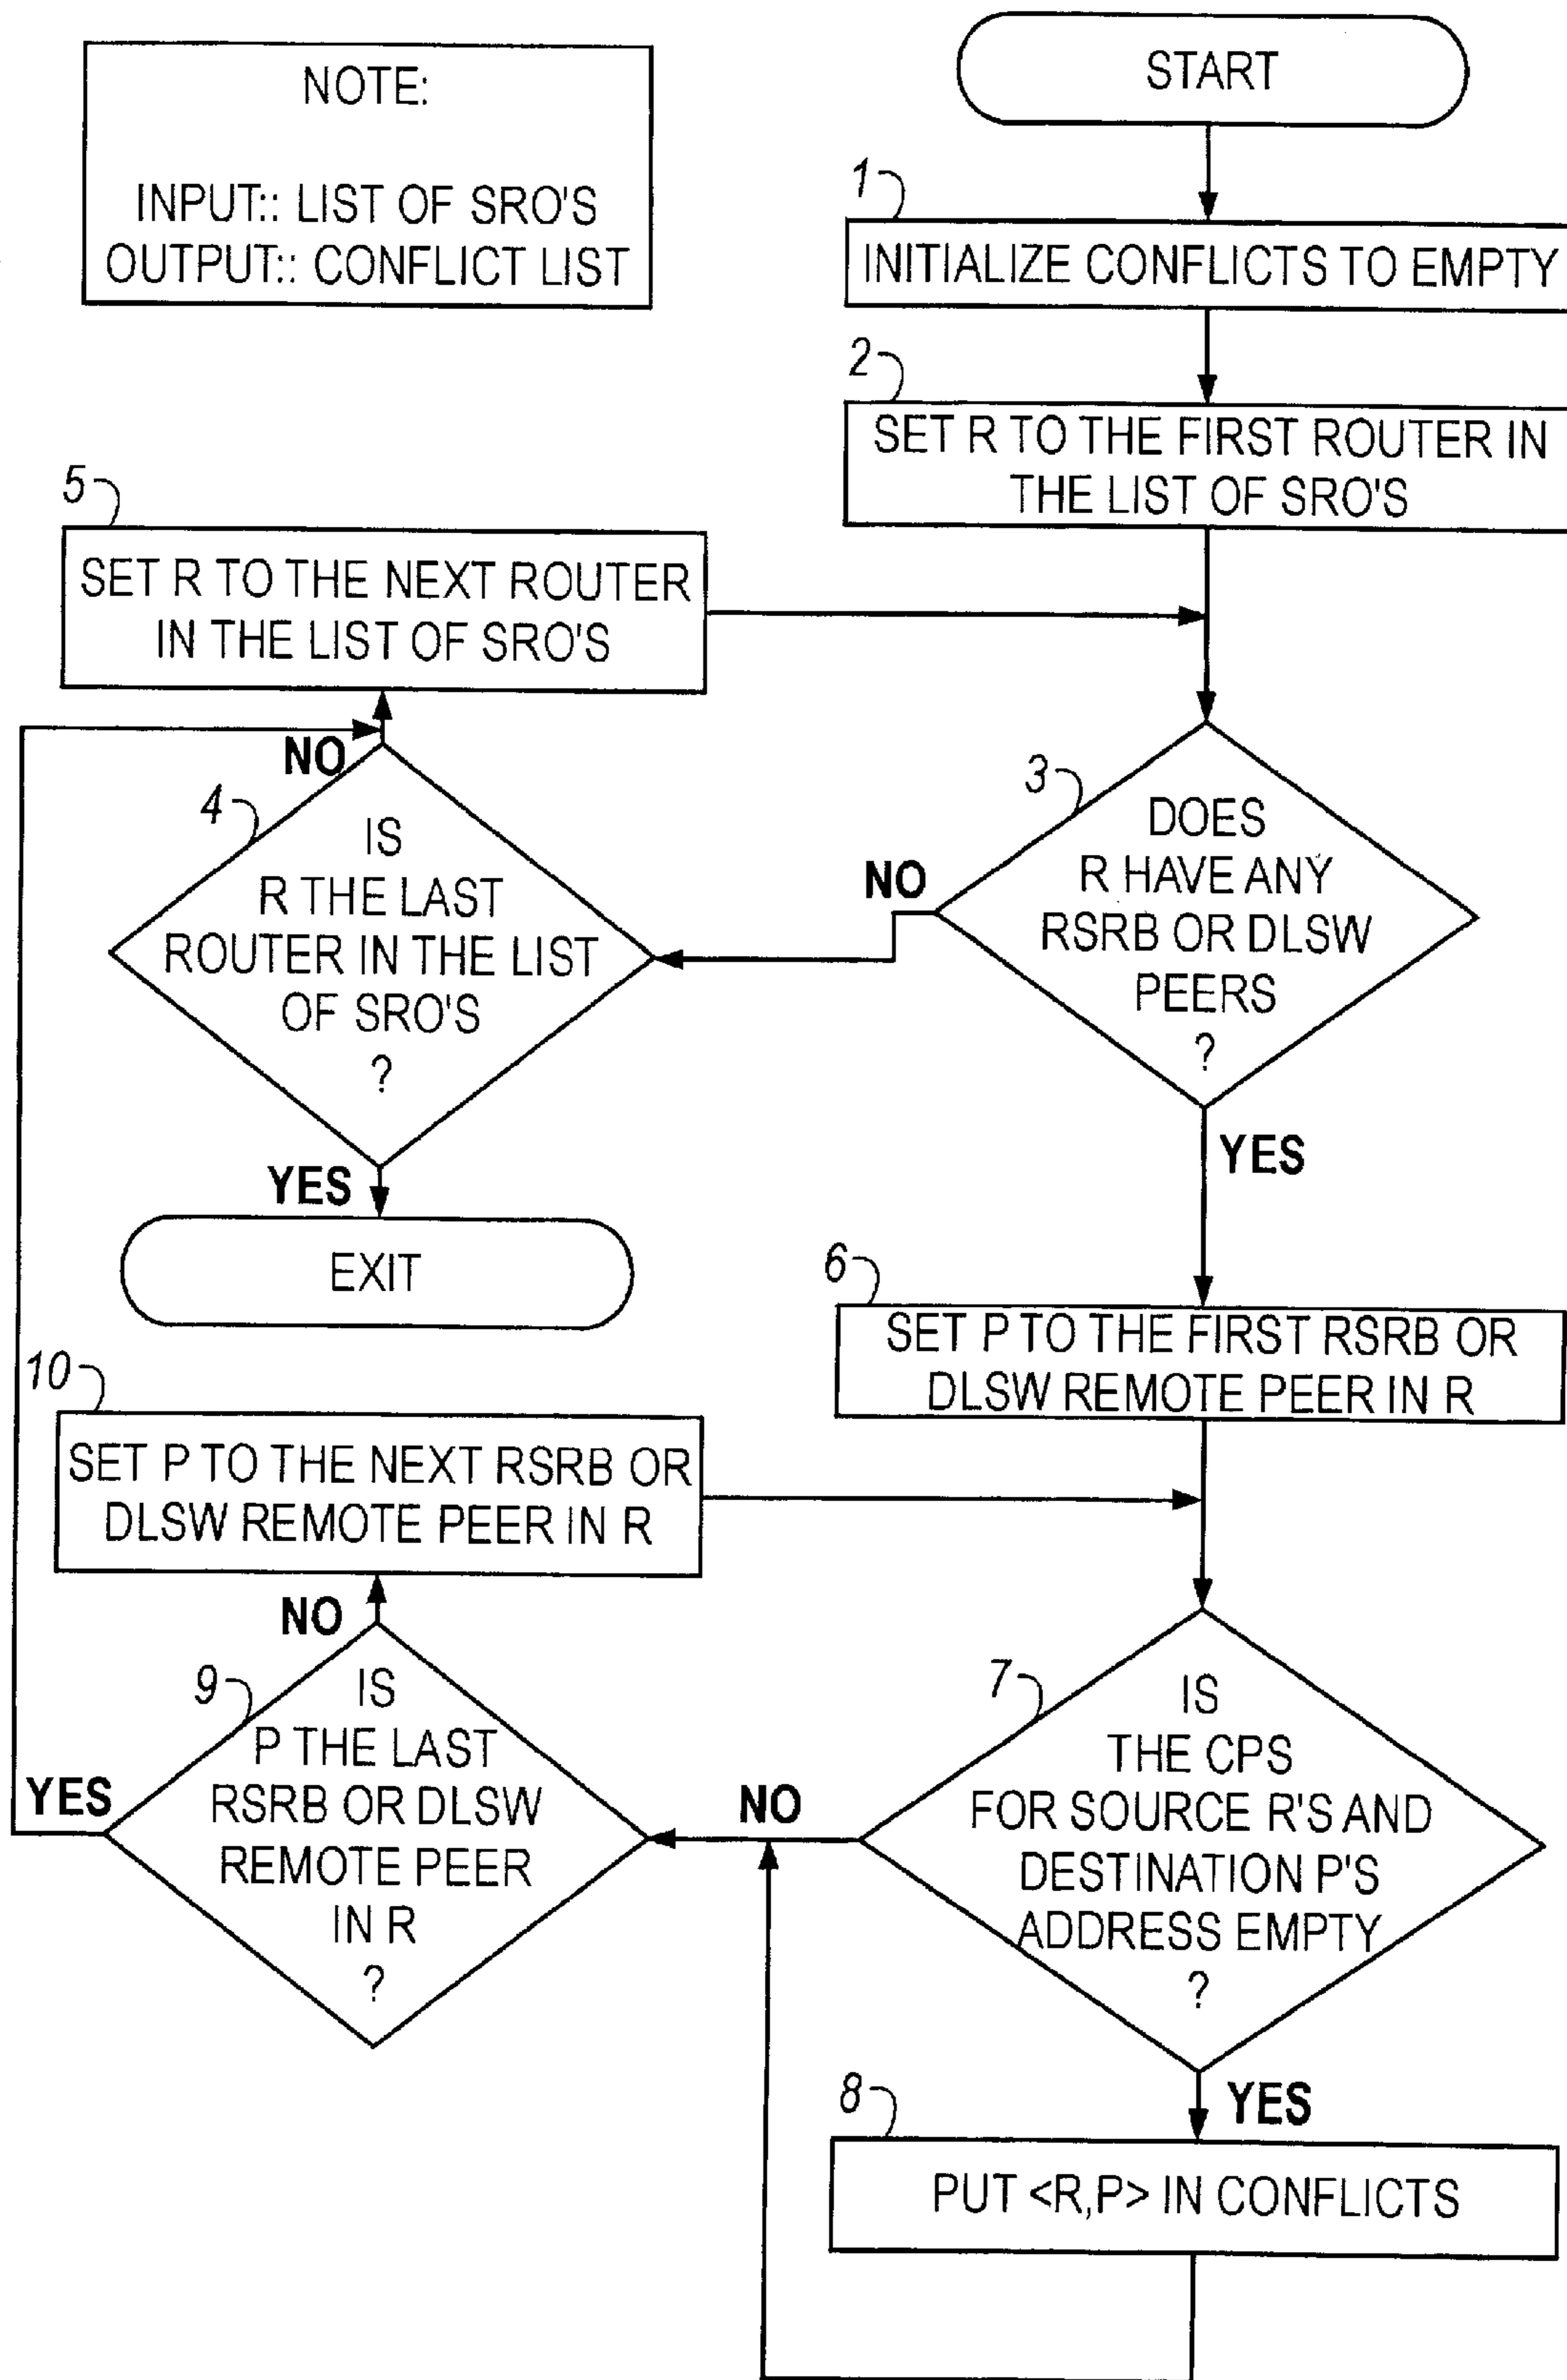 NOTE:
INPUT:: LIST OF SRO'S
OUTPUT:: CONFLICT LIST
START
1
INITIALIZE CONFLICTS TO EMPTY
2
SET R TO THE FIRST ROUTER IN
THE LIST OF SRO'S
5
SET R TO THE NEXT ROUTER
IN THE LIST OF SRO'S
NO
4
IS
R THE LAST
ROUTER IN THE LIST
OF SRO'S
?
YES
EXIT
3
DOES
R HAVE ANY
RSRB OR DLSW
PEERS
?
NO
YES
6
SET P TO THE FIRST RSRB OR
DLSW REMOTE PEER IN R
10
SET P TO THE NEXT RSRB OR
DLSW REMOTE PEER IN R
NO
9
IS
P THE LAST
RSRB OR DLSW
REMOTE PEER
IN R
?
YES
7
IS
THE CPS
FOR SOURCE R'S AND
DESTINATION P'S
ADDRESS EMPTY
?
NO
YES
8
PUT <R,P> IN CONFLICTS